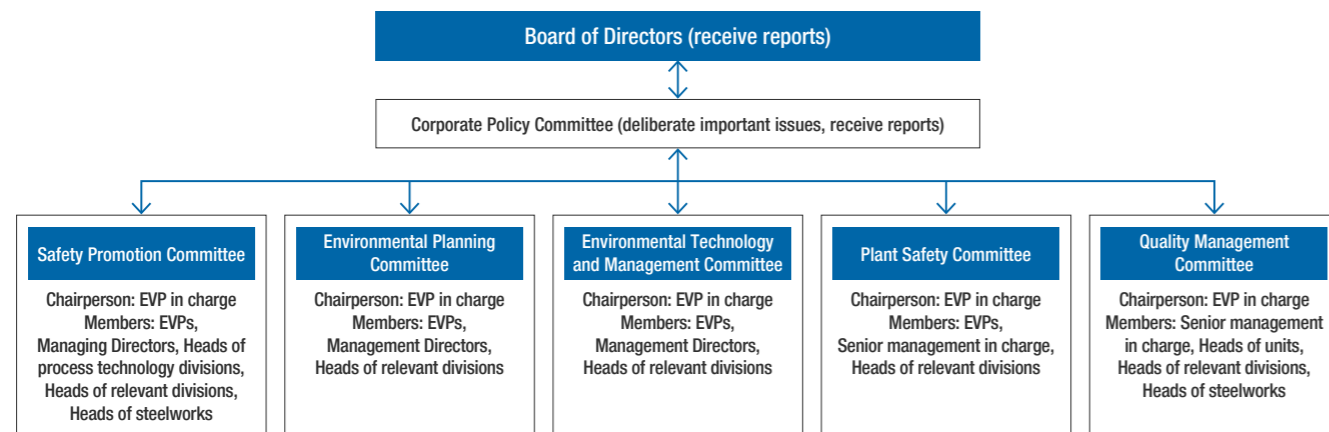 Board of Directors (receive reports)
Corporate Policy Committee (deliberate important issues, receive reports)
Safety Promotion Committee
Chairperson: EVP in charge
Members: EVPs,
Managing Directors, Heads of
process technology divisions,
Heads of relevant divisions,
Heads of steelworks
Environmental Planning
Committee
Chairperson: EVP in charge
Members: EVPs,
Management Directors,
Heads of relevant divisions
Environmental Technology
and Management Committee
Chairperson: EVP in charge
Members: EVPs,
Management Directors,
Heads of relevant divisions
Plant Safety Committee
Chairperson: EVP in charge
Members: EVPs,
Senior management in charge,
Heads of relevant divisions
Quality Management
Committee
Chairperson: EVP in charge
Members: Senior management
in charge, Heads of units,
Heads of relevant divisions,
Heads of steelworks